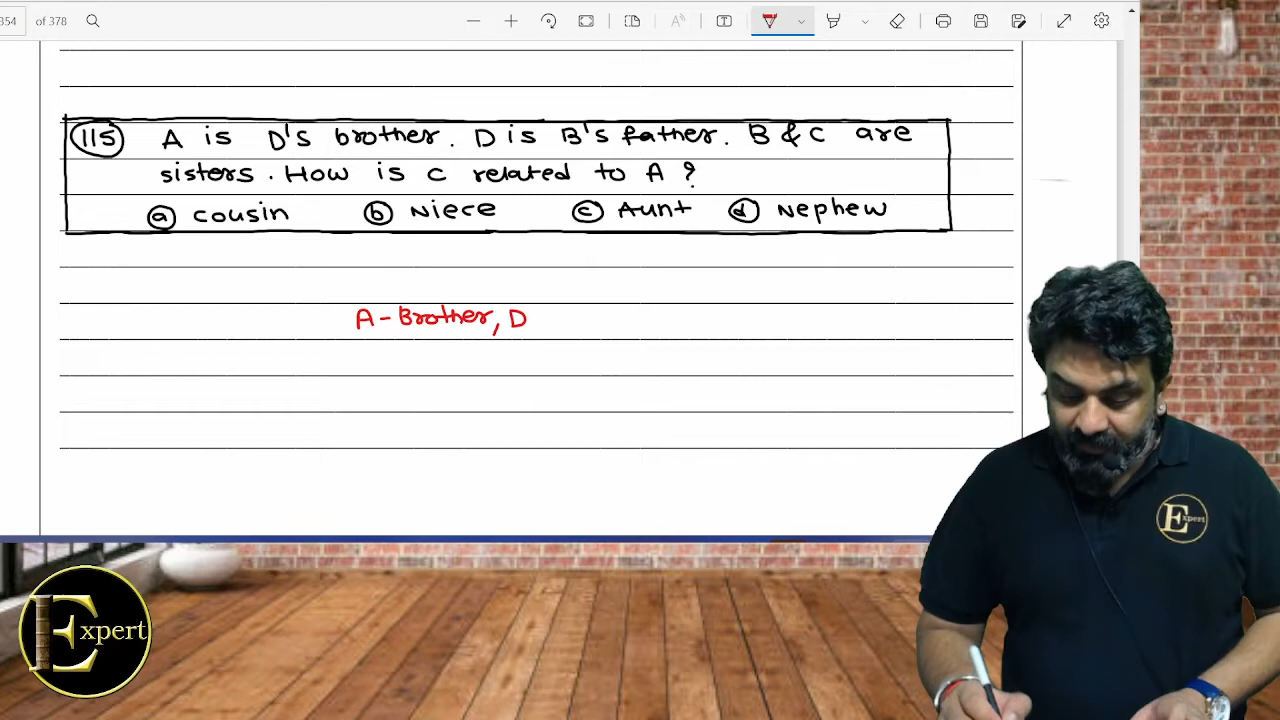 354 of 378
115 A is D's brother. D is B's father. B & C are
sisters. How is C related to A ?
a Cousin b Niece c Aunt d Nephew
A - Brother, D
Expert
Expert